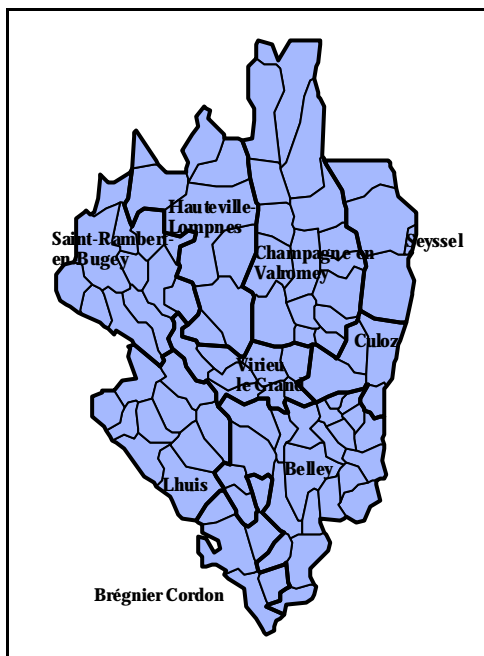 Hauteville-
Lompnes
Saint-Rambert-
en-Bugey
Champagne en
Valromey
Seyssel
Culoz
Virieu
le Grand
Belley
Lhuis
Brégnier Cordon